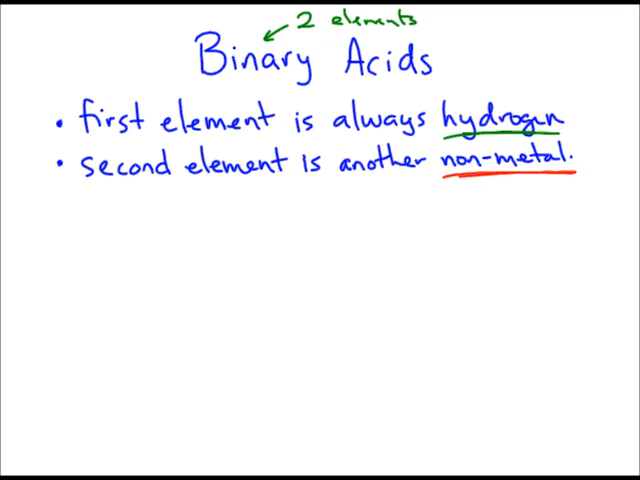 2 elements
Binary Acids
• first element is always hydrogen
• second element is another non-metal.